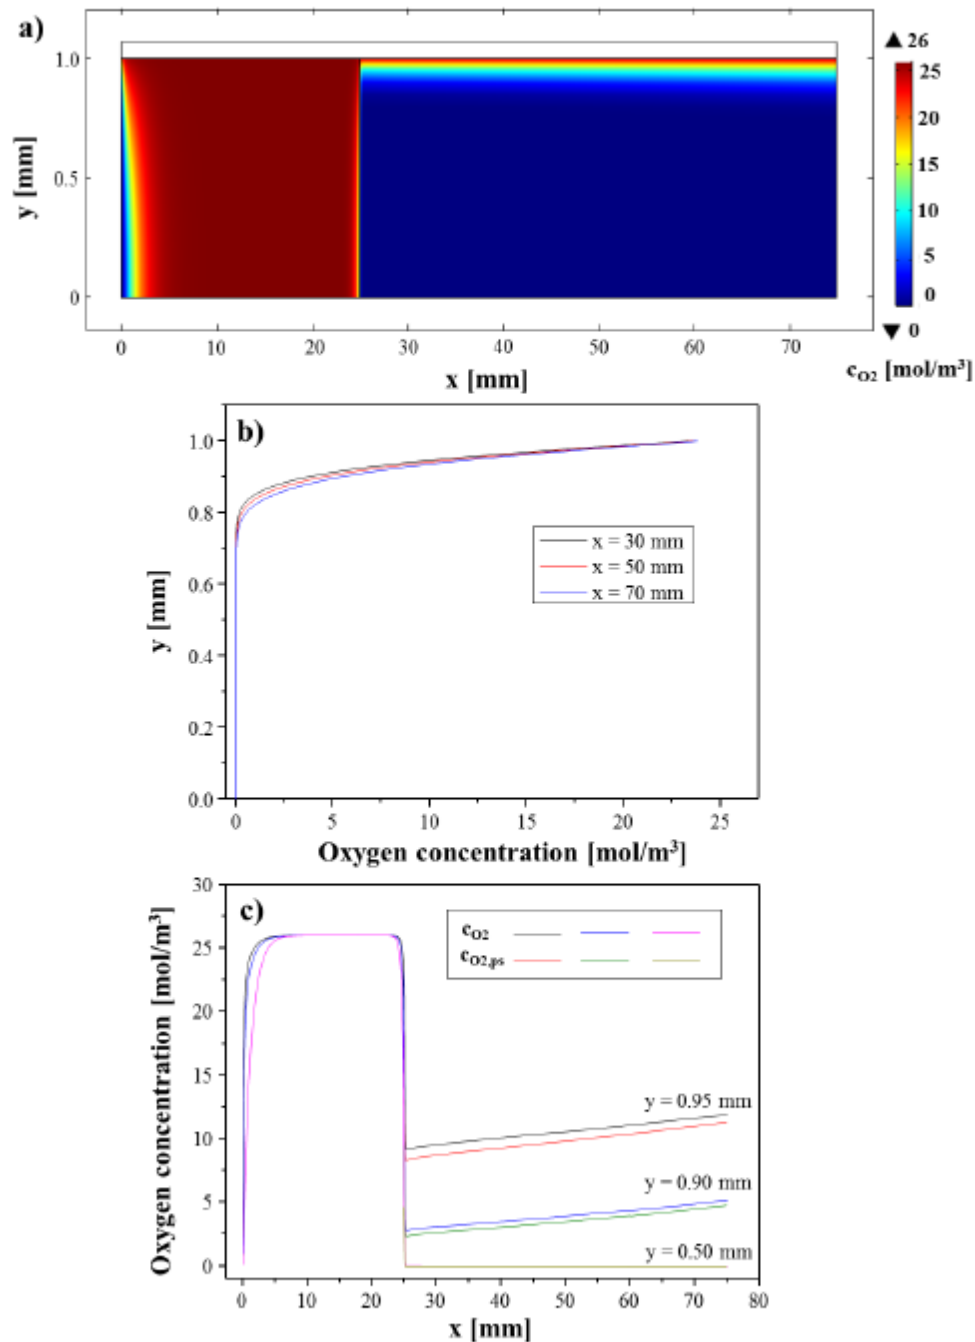 a)
26
1.0
25
20
y [mm]
0.5
15
10
5
0
0
0
0 10 20 30 40 50 60 70
x [mm]
cO2 [mol/m³]
b)
1.0
0.8
x = 30 mm
x = 50 mm
x = 70 mm
y [mm]
0.6
0.4
0.2
0.0
0 5 10 15 20 25
Oxygen concentration [mol/m³]
c)
30
cO2
cO2,ps
25
20
Oxygen concentration [mol/m³]
15
y = 0.95 mm
10
y = 0.90 mm
5
y = 0.50 mm
0
0 10 20 30 40 50 60 70 80
x [mm]